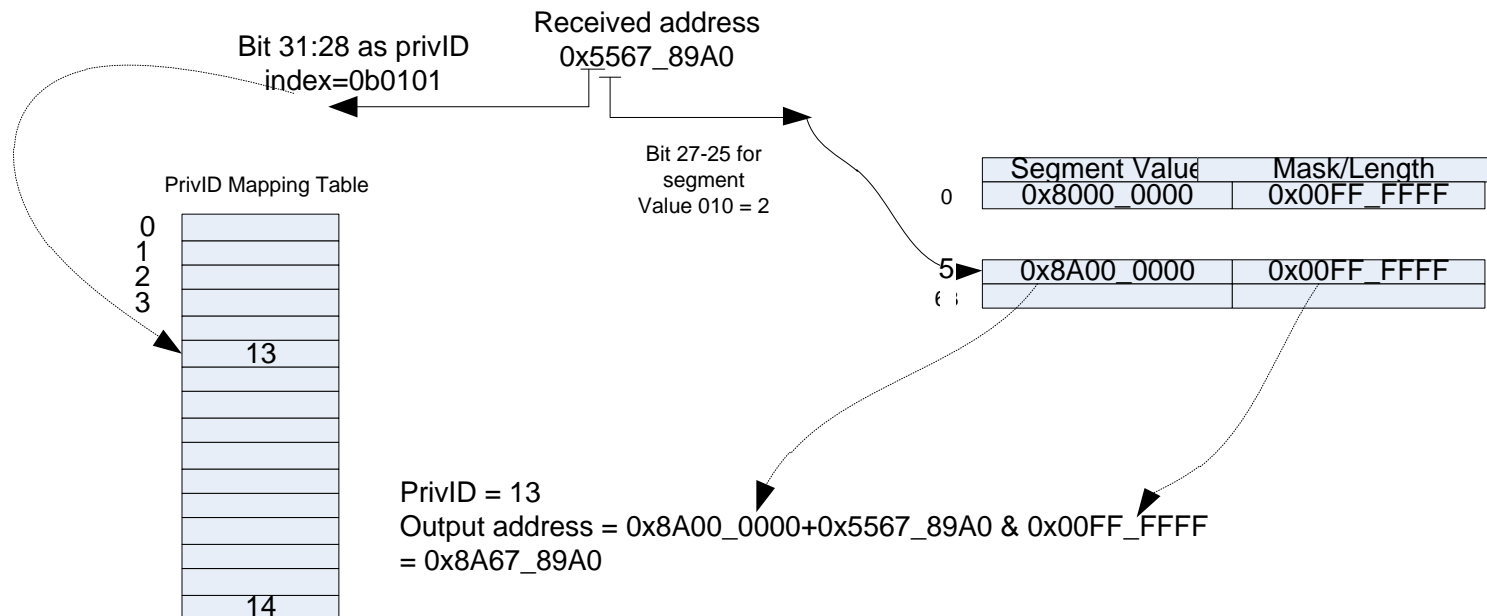 Received address
0x5567_89A0
Bit 31:28 as privID
index=0b0101
Bit 27-25 for
segment
Value 010 = 2
PrivID Mapping Table
0
1
2
3
13
14
Segment Value Mask/Length
0 0x8000_0000 0x00FF_FFFF
5 0x8A00_0000 0x00FF_FFFF
PrivID = 13
Output address = 0x8A00_0000+0x5567_89A0 & 0x00FF_FFFF
= 0x8A67_89A0